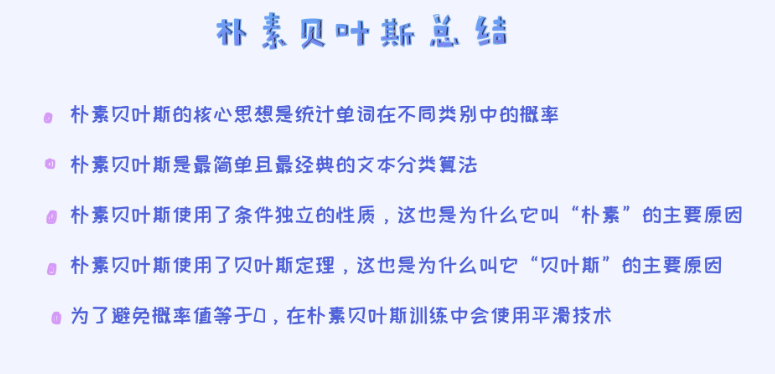 朴素贝叶斯总结
朴素贝叶斯的核心思想是统计单词在不同类别中的概率
朴素贝叶斯是最简单且最经典的文本分类算法
朴素贝叶斯使用了条件独立的性质，这也是为什么它叫“朴素”的主要原因
朴素贝叶斯使用了贝叶斯定理，这也是为什么叫它“贝叶斯”的主要原因
为了避免概率值等于0，在朴素贝叶斯训练中会使用平滑技术